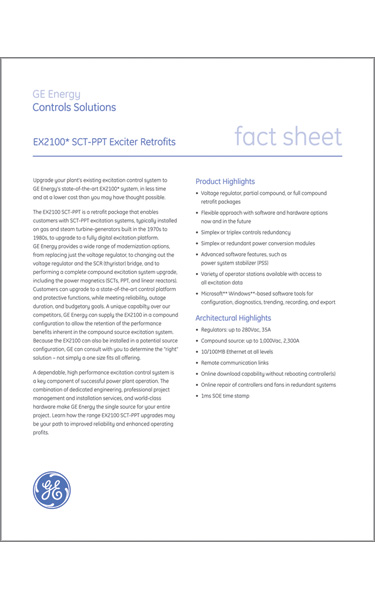 GE Energy
Controls Solutions
EX2100* SCT-PPT Exciter Retrofits
fact sheet
Upgrade your plant's existing excitation control system to
GE Energy's state-of-the-art EX2100* system, in less time
and at a lower cost than you may have thought possible.
The EX2100 SCT-PPT is a retrofit package that enables
customers with SCT-PPT excitation systems, typically installed
on gas and steam turbine-generators built in the 1970s to
1980s, to upgrade to a fully digital excitation platform.
GE Energy provides a wide range of modernization options,
from replacing just the voltage regulator, to changing out the
voltage regulator and the SCR (thyristor) bridge, and to
performing a complete compound excitation system upgrade,
including the power magnetics (SCTs, PPT, and linear reactors).
Customers can upgrade to a state-of-the-art control platform
and protective functions, while meeting reliability, outage
duration, and budgetary goals. A unique capability over our
competitors, GE Energy can supply the EX2100 in a compound
configuration to allow the retention of the performance
benefits inherent in the compound source excitation system.
Because the EX2100 can also be installed in a potential source
configuration, GE can consult with you to determine the "right"
solution – not simply a one size fits all offering.
A dependable, high performance excitation control system is
a key component of successful power plant operation. The
combination of dedicated engineering, professional project
management and installation services, and world-class
hardware make GE Energy the single source for your entire
project. Learn how the range EX2100 SCT-PPT upgrades may
be your path to improved reliability and enhanced operating
profits.
Product Highlights
• Voltage regulator, partial compound, or full compound
retrofit packages
• Flexible approach with software and hardware options
now and in the future
• Simplex or triplex controls redundancy
• Simplex or redundant power conversion modules
• Advanced software features, such as
power system stabilizer (PSS)
• Variety of operator stations available with access to
all excitation data
• Microsoft** Windows**-based software tools for
configuration, diagnostics, trending, recording, and export
Architectural Highlights
• Regulators: up to 280Vac, 35A
• Compound source: up to 1,000Vac, 2,300A
• 10/100MB Ethernet at all levels
• Remote communication links
• Online download capability without rebooting controller(s)
• Online repair of controllers and fans in redundant systems
• 1ms SOE time stamp
GE